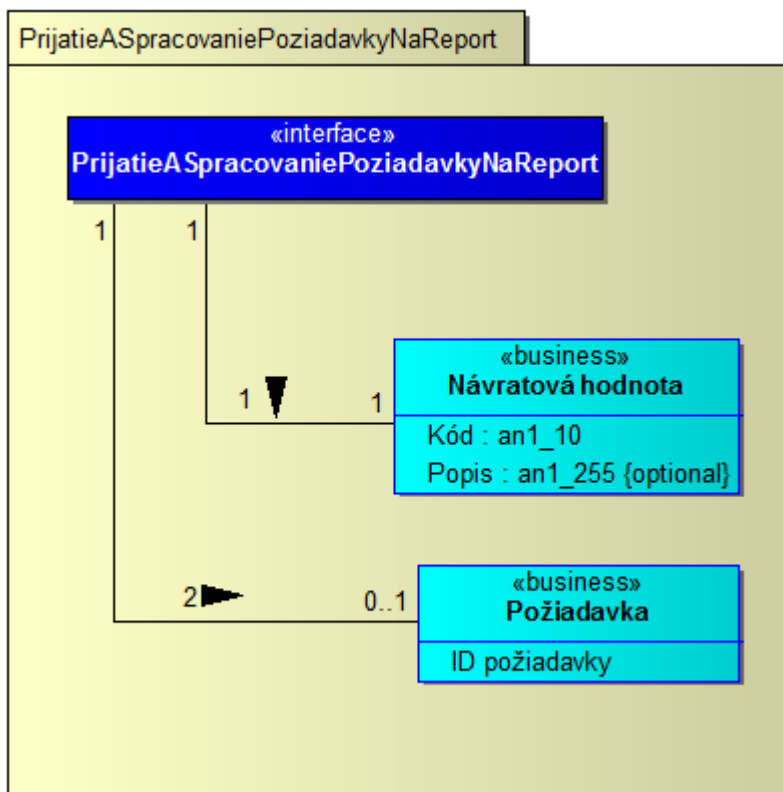 PrijatieASpracovaniePoziadavkyNaReport
«interface»
PrijatieASpracovaniePoziadavkyNaReport
1 1
«business»
Návratová hodnota
1 1
Kód : an1_10
Popis : an1_255 {optional}
«business»
Požiadavka
2 0..1
ID požiadavky